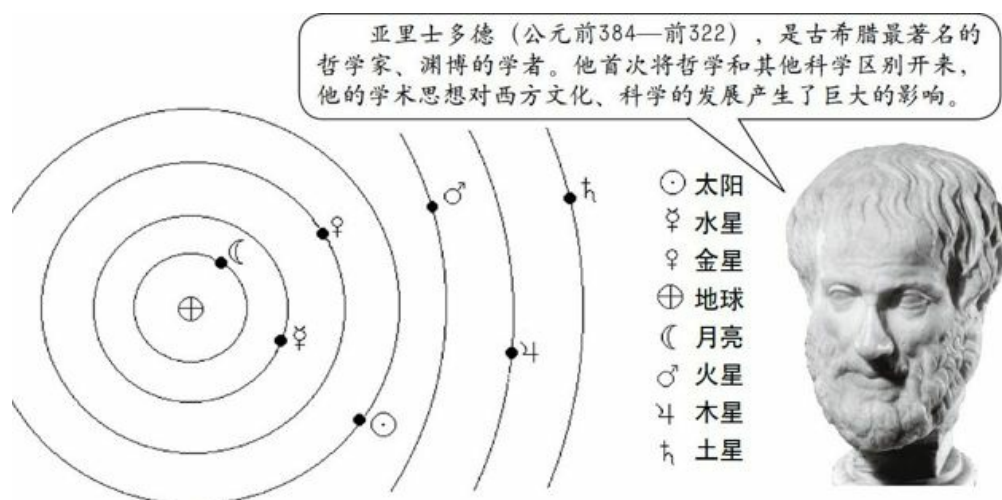 亚里士多德（公元前384—前322），是古希腊最著名的
哲学家、渊博的学者。他首次将哲学和其他科学区别开来，
他的学术思想对西方文化、科学的发展产生了巨大的影响。
☉ 太阳
☿ 水星
♀ 金星
⊕ 地球
☾ 月亮
♂ 火星
♃ 木星
♄ 土星